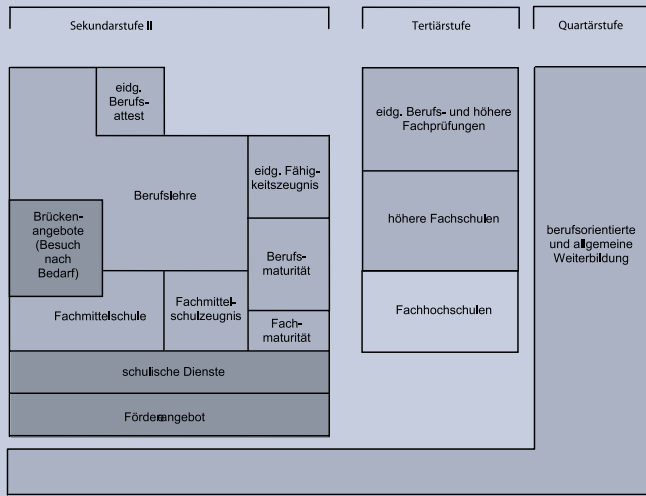 Sekundarstufe II
Tertiärstufe
Quartärstufe
eidg.
Berufs-
attest
eidg. Berufs- und höhere
Fachprüfungen
Berufslehre
eidg. Fähig-
keitszeugnis
Brücken-
angebote
(Besuch
nach
Bedarf)
höhere Fachschulen
berufsorientierte
und allgemeine
Weiterbildung
Berufs-
maturität
Fachmittelschule
Fachmittel-
schulzeugnis
Fach-
maturität
Fachhochschulen
schulische Dienste
Förderangebot